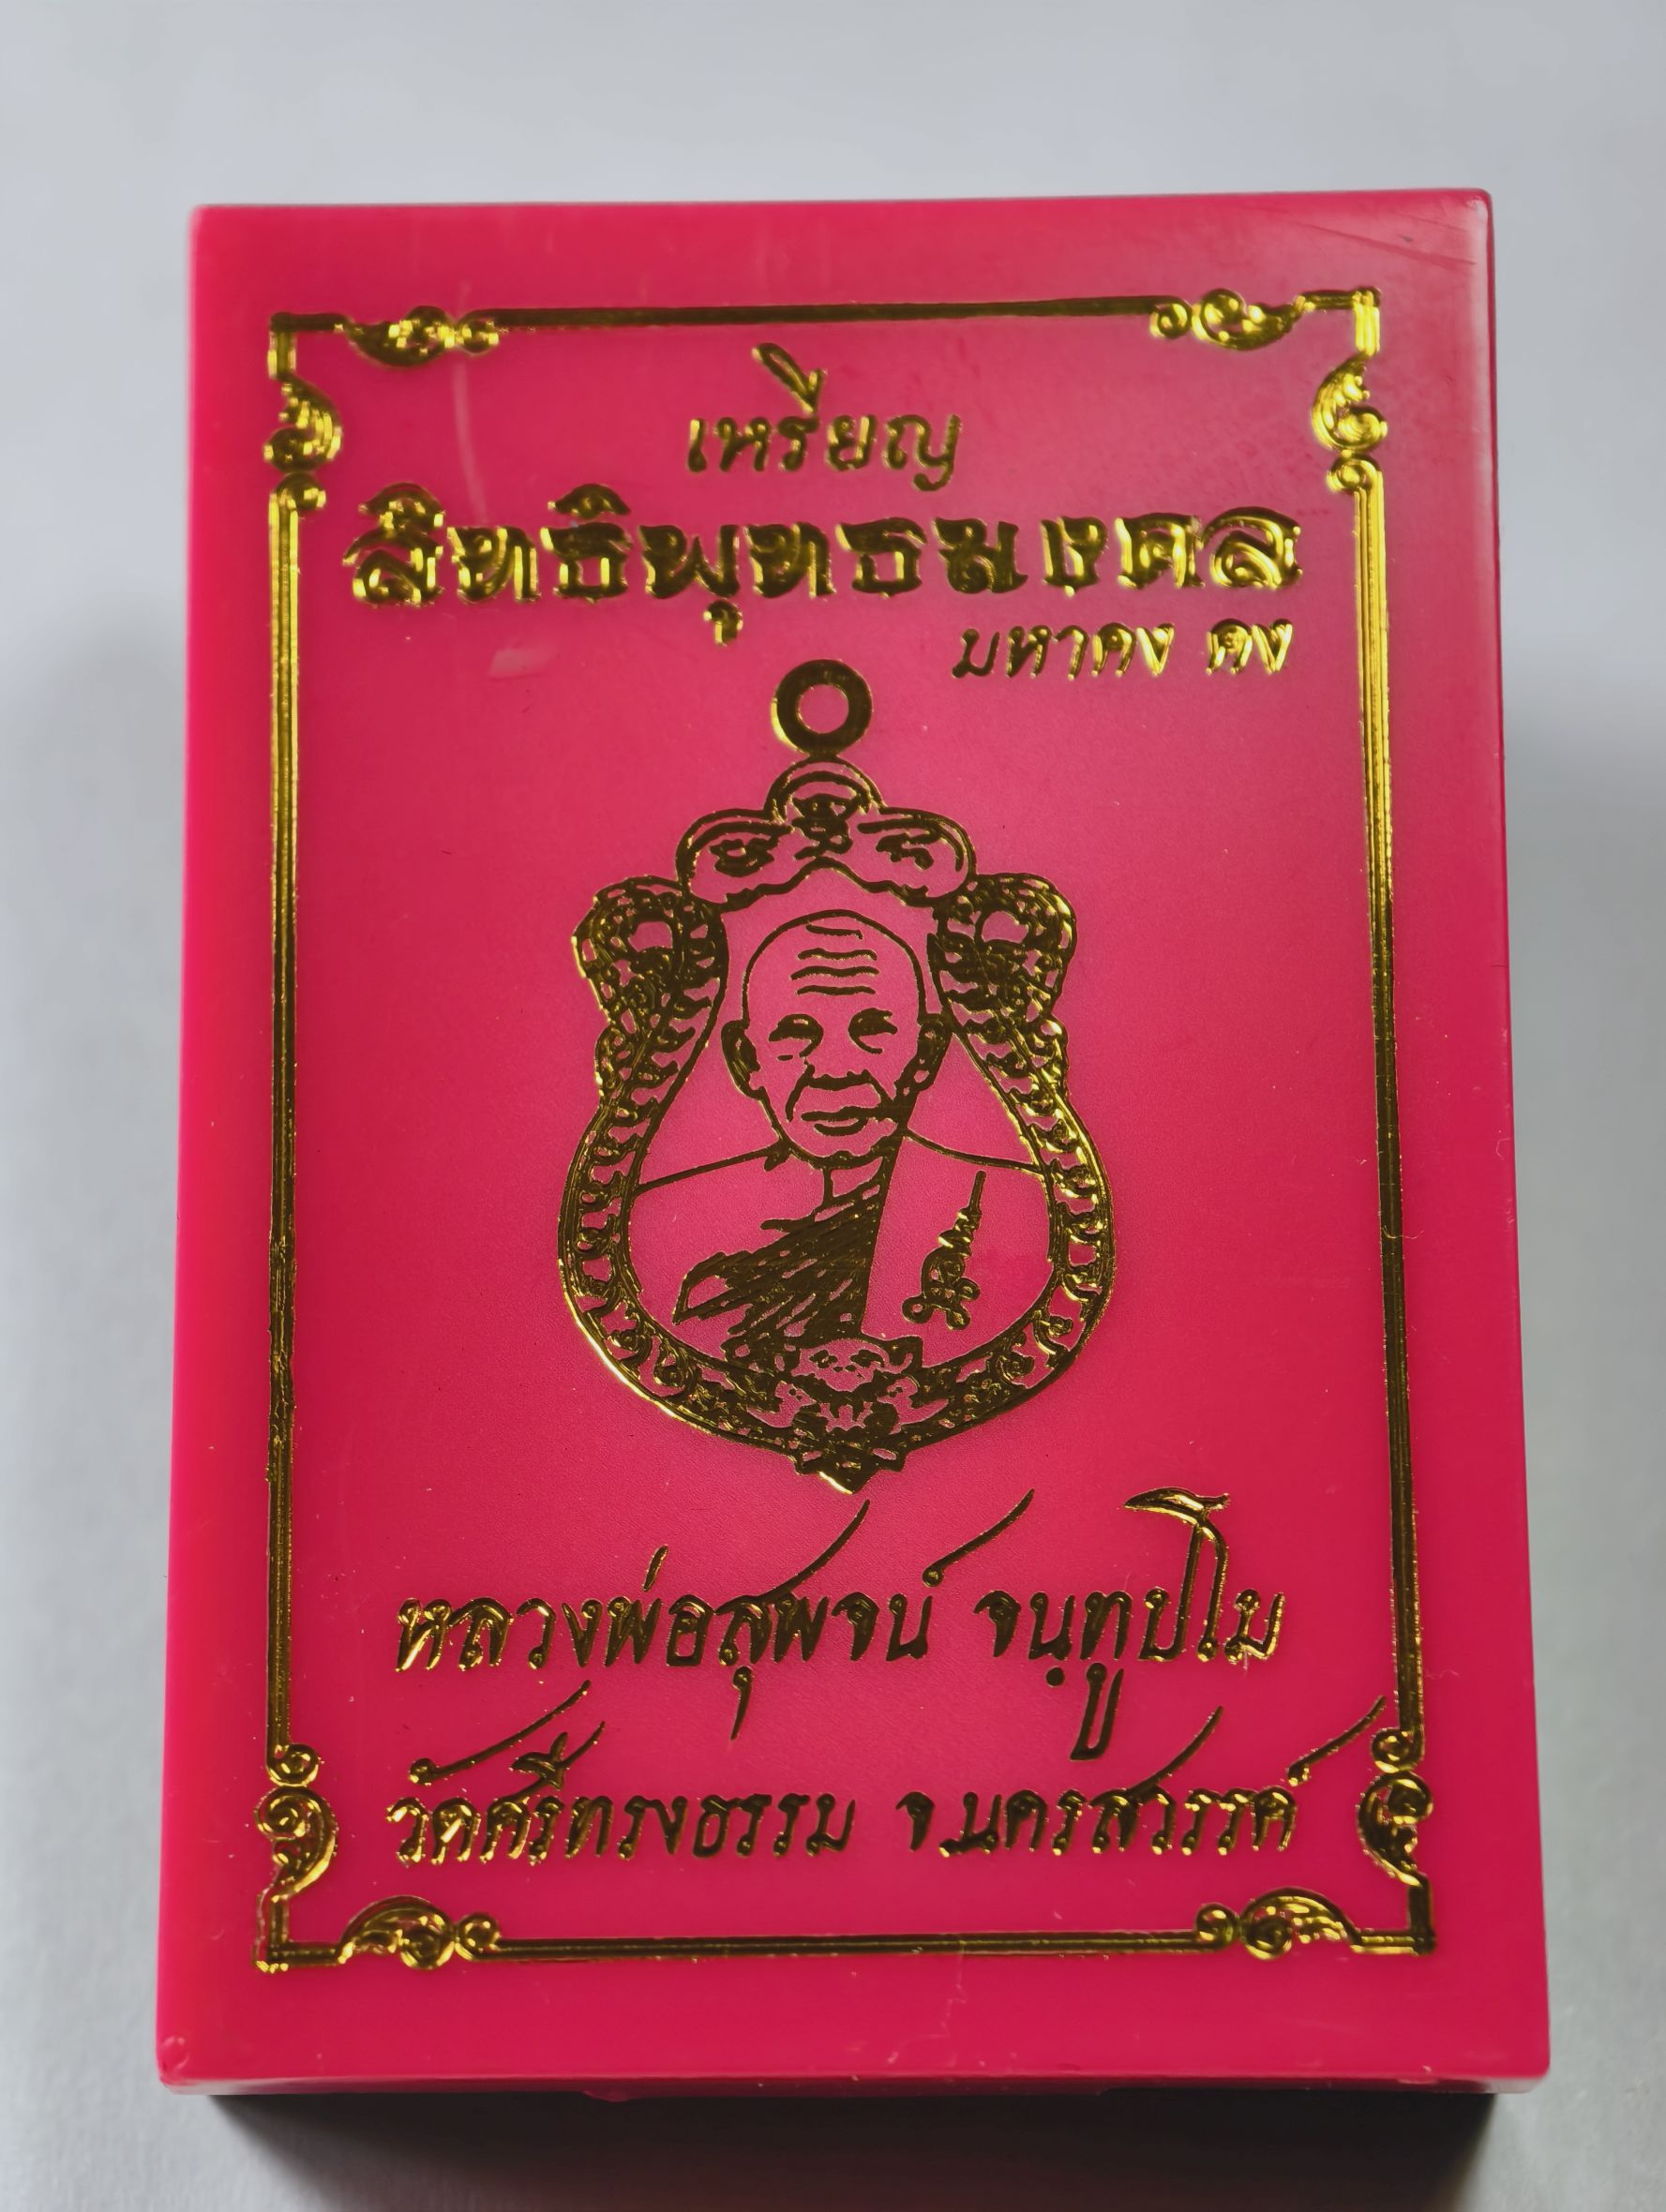 เหรียญ
สิทธิพุทธมงคล
มหาคง คง
หลวงพ่อสุพจน์ จนฺทูปโม
วัดศรีทรงธรรม จ.นครสวรรค์